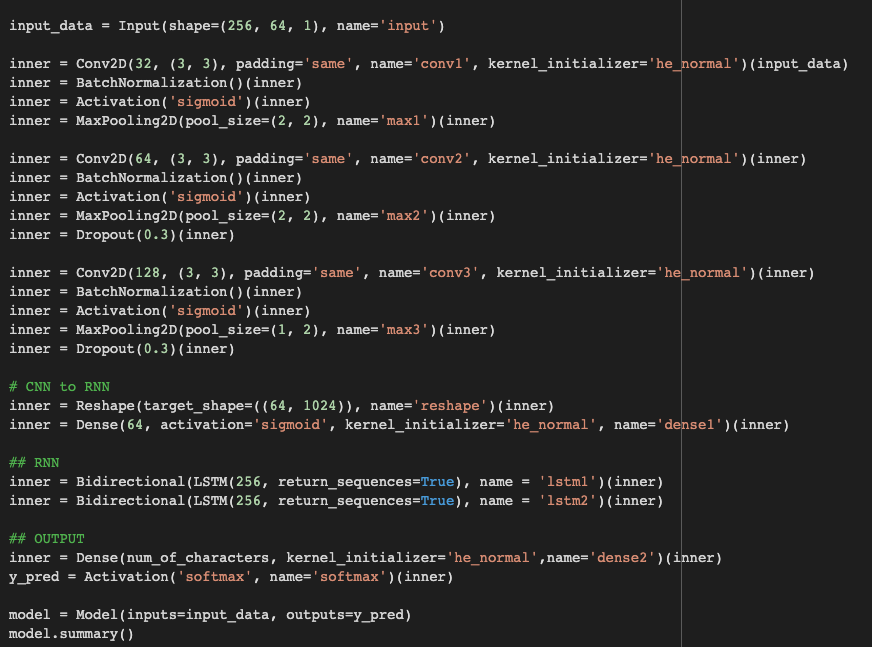 input_data = Input(shape=(256, 64, 1), name='input')
inner = Conv2D(32, (3, 3), padding='same', name='conv1', kernel_initializer='he_normal')(input_data)
inner = BatchNormalization()(inner)
inner = Activation('sigmoid')(inner)
inner = MaxPooling2D(pool_size=(2, 2), name='max1')(inner)
inner = Conv2D(64, (3, 3), padding='same', name='conv2', kernel_initializer='he_normal')(inner)
inner = BatchNormalization()(inner)
inner = Activation('sigmoid')(inner)
inner = MaxPooling2D(pool_size=(2, 2), name='max2')(inner)
inner = Dropout(0.3)(inner)
inner = Conv2D(128, (3, 3), padding='same', name='conv3', kernel_initializer='he_normal')(inner)
inner = BatchNormalization()(inner)
inner = Activation('sigmoid')(inner)
inner = MaxPooling2D(pool_size=(1, 2), name='max3')(inner)
inner = Dropout(0.3)(inner)
# CNN to RNN
inner = Reshape(target_shape=((64, 1024)), name='reshape')(inner)
inner = Dense(64, activation='sigmoid', kernel_initializer='he_normal', name='dense1')(inner)
## RNN
inner = Bidirectional(LSTM(256, return_sequences=True), name = 'lstm1')(inner)
inner = Bidirectional(LSTM(256, return_sequences=True), name = 'lstm2')(inner)
## OUTPUT
inner = Dense(num_of_characters, kernel_initializer='he_normal',name='dense2')(inner)
y_pred = Activation('softmax', name='softmax')(inner)
model = Model(inputs=input_data, outputs=y_pred)
model.summary()